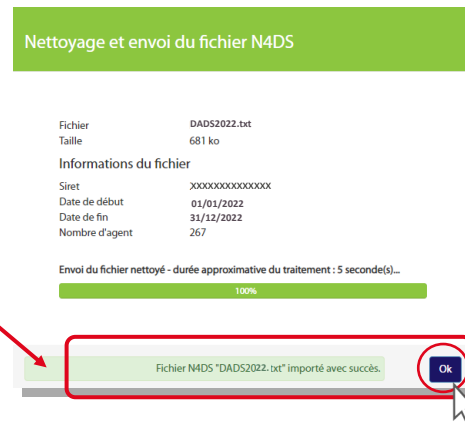 Nettoyage et envoi du fichier N4DS
Fichier DADS2022.txt
Taille 681 ko
Informations du fichier
Siret XXXXXXXXXXXXXX
Date de début 01/01/2022
Date de fin 31/12/2022
Nombre d'agent 267
Envoi du fichier nettoyé - durée approximative du traitement : 5 seconde(s)...
100%
Fichier N4DS "DADS2022.txt" importé avec succès.
Ok